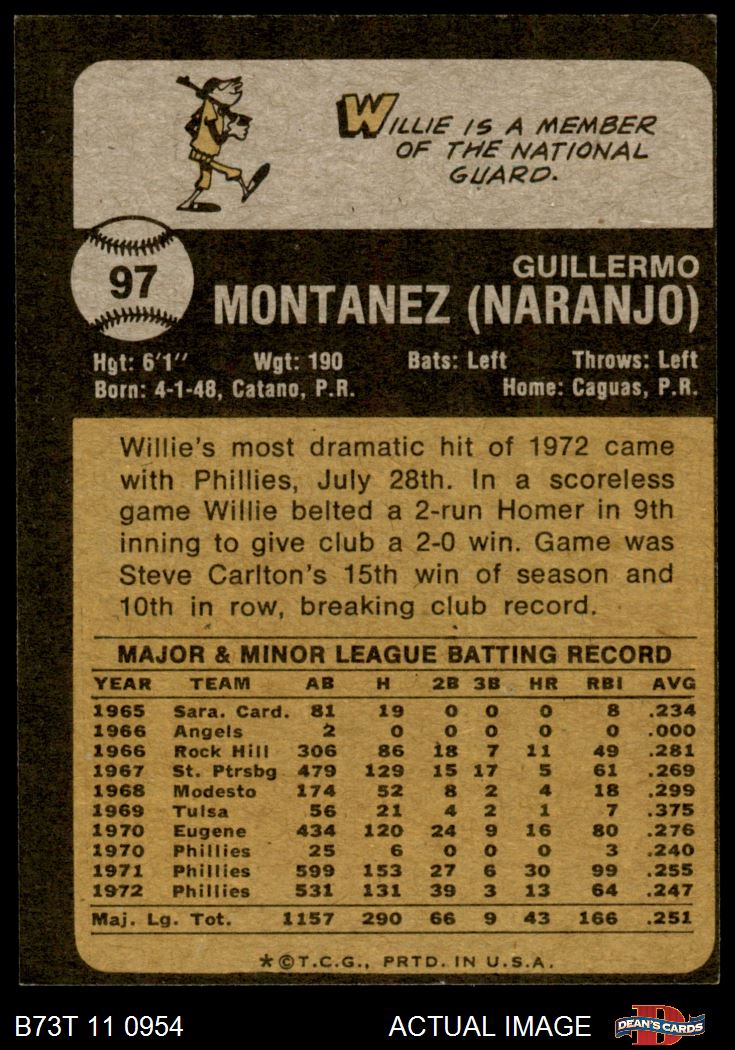 WILLIE IS A MEMBER
OF THE NATIONAL
GUARD.
97
GUILLERMO
MONTANEZ (NARANJO)
Hgt: 6'1" Wgt: 190 Bats: Left Throws: Left
Born: 4-1-48, Catano, P.R. Home: Caguas, P.R.
Willie's most dramatic hit of 1972 came
with Phillies, July 28th. In a scoreless
game Willie belted a 2-run Homer in 9th
inning to give club a 2-0 win. Game was
Steve Carlton's 15th win of season and
10th in row, breaking club record.
MAJOR & MINOR LEAGUE BATTING RECORD
YEAR TEAM AB H 2B 3B HR RBI AVG
1965 Sara. Card. 81 19 0 0 0 8 .234
1966 Angels 2 0 0 0 0 0 .000
1966 Rock Hill 306 86 18 7 11 49 .281
1967 St. Ptrsbg 479 129 15 17 5 61 .269
1968 Modesto 174 52 8 2 4 18 .299
1969 Tulsa 56 21 4 2 1 7 .375
1970 Eugene 434 120 24 9 16 80 .276
1970 Phillies 25 6 0 0 0 3 .240
1971 Phillies 599 153 27 6 30 99 .255
1972 Phillies 531 131 39 3 13 64 .247
Maj. Lg. Tot. 1157 290 66 9 43 166 .251
*©T.C.G., PRTD. IN U.S.A.
B73T 11 0954 ACTUAL IMAGE D DEAN'S CARDS